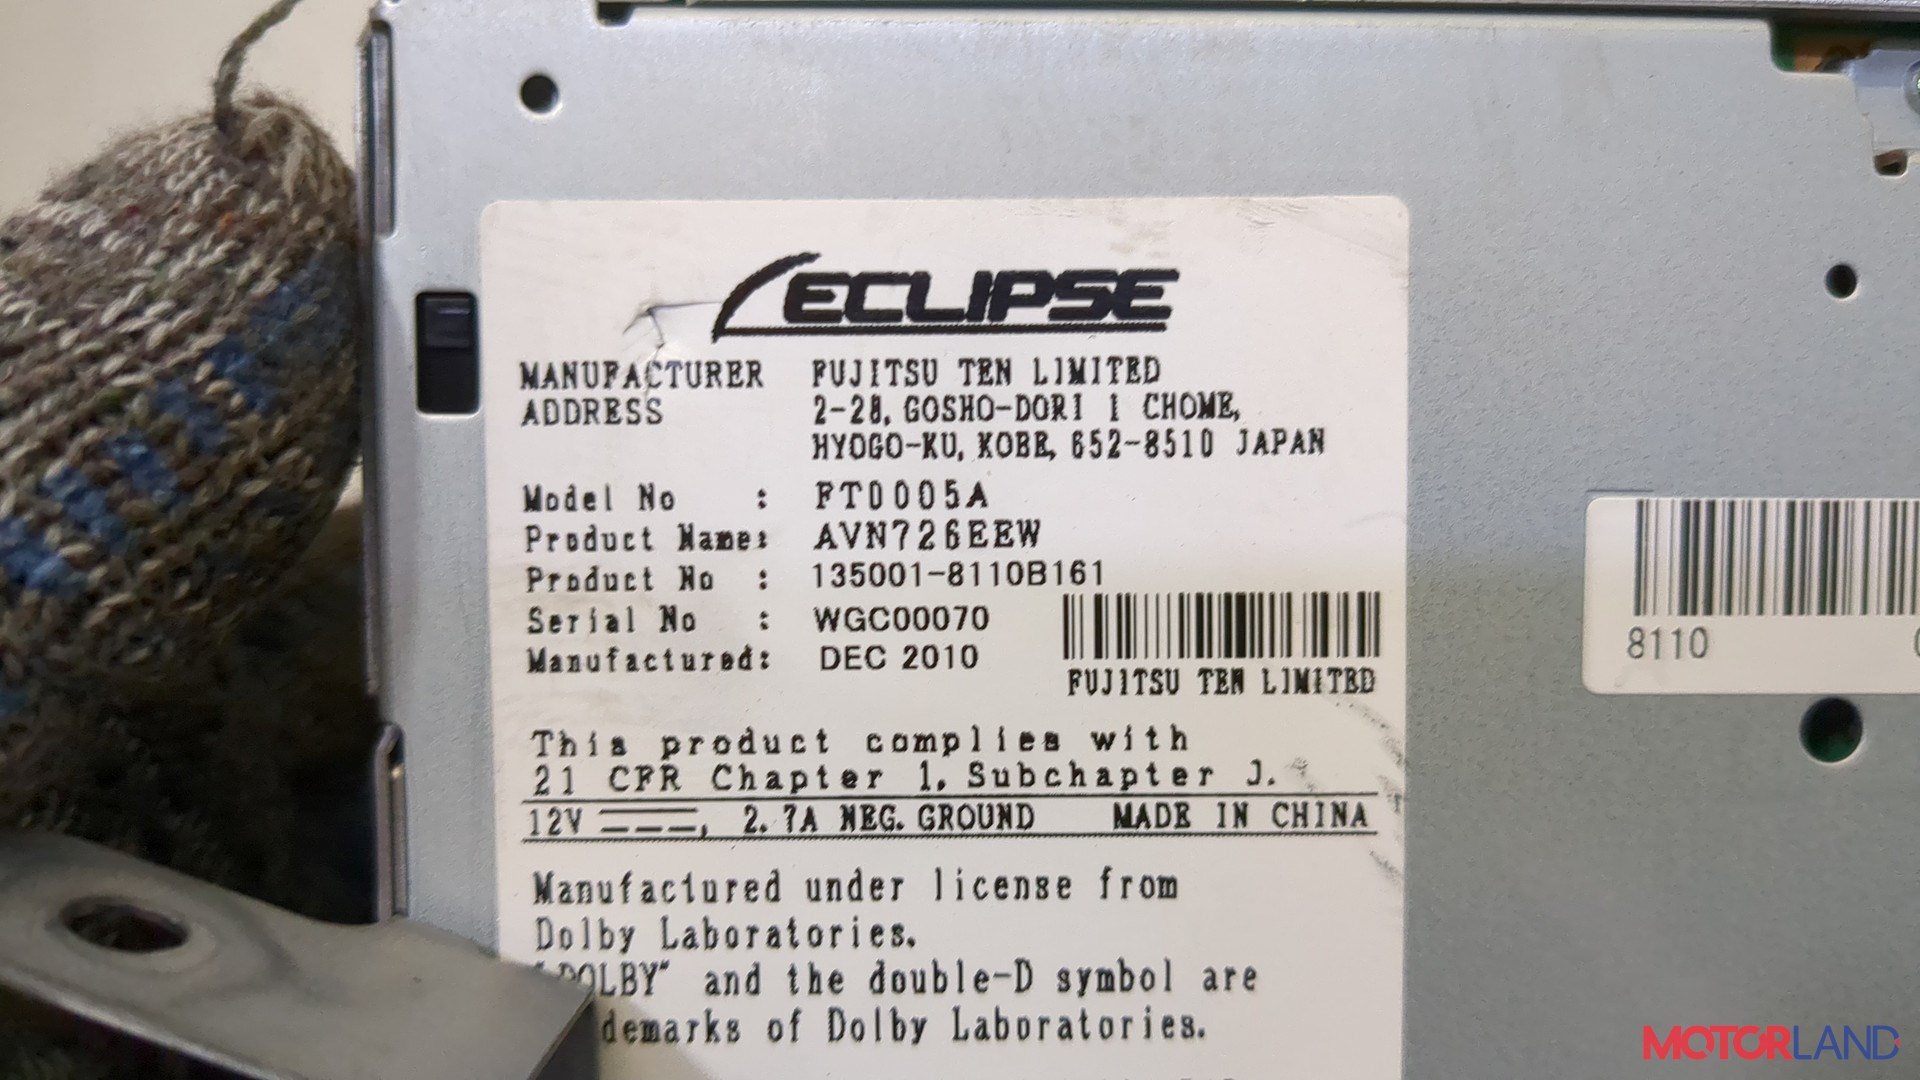 ECLIPSE
MANUFACTURER FUJITSU TEN LIMITED
ADDRESS 2-28, GOSHO-DORI 1 CHOME,
HYOGO-KU, KOBE, 652-8510 JAPAN
Model No : FT0005A
Product Name: AVN726EEW
Product No : 135001-8110B161
Serial No : WGC00070
Manufactured: DEC 2010
FUJITSU TEN LIMITED
This product complies with
21 CFR Chapter 1, Subchapter J.
12V, 2.7A NEG. GROUND MADE IN CHINA
Manufactured under license from
Dolby Laboratories.
DOLBY" and the double-D symbol are
demarks of Dolby Laboratories.
8110
MOTORLAND